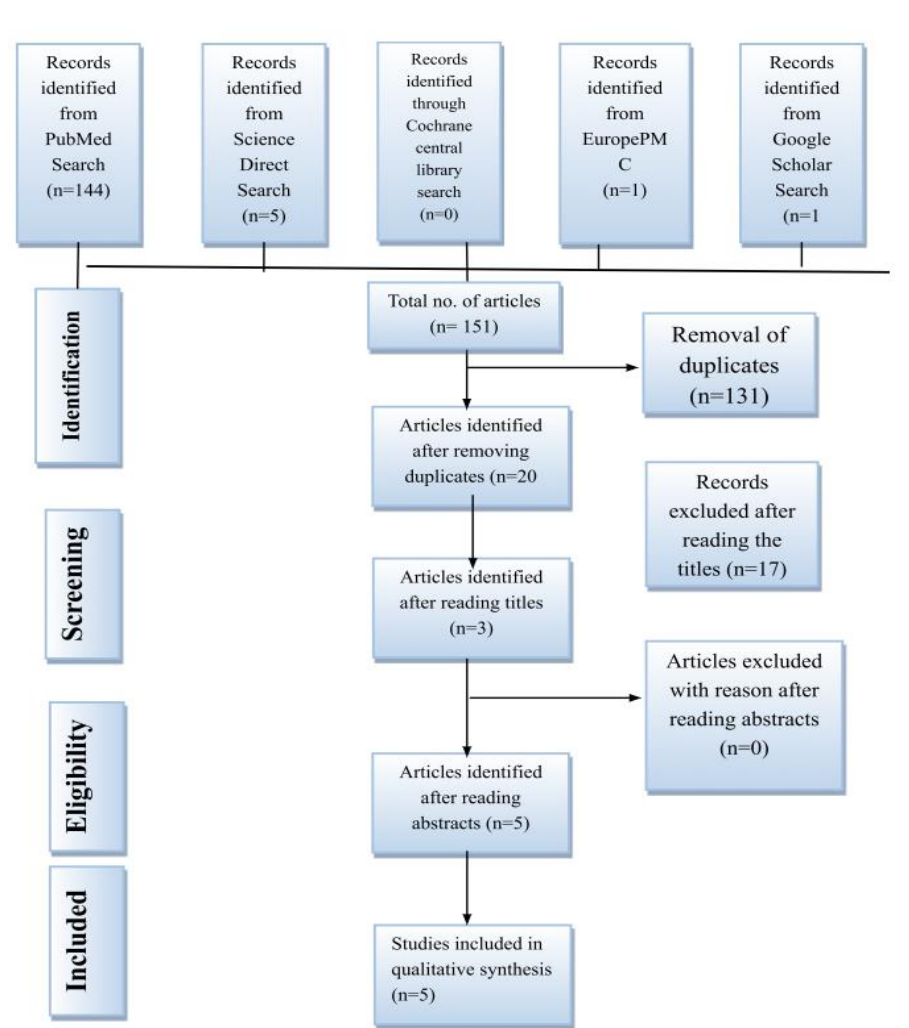 Records
identified
from
PubMed
Search
(n=144)
Records
identified
from
Science
Direct
Search
(n=5)
Records
identified
through
Cochrane
central
library
search
(n=0)
Records
identified
from
EuropePM
C
(n=1)
Records
identified
from
Google
Scholar
Search
(n=1
Identification
Total no. of articles
(n= 151)
Removal of
duplicates
(n=131)
Articles identified
after removing
duplicates (n=20
Records
excluded after
reading the
titles (n=17)
Screening
Articles identified
after reading titles
(n=3)
Articles excluded
with reason after
reading abstracts
(n=0)
Eligibility
Articles identified
after reading
abstracts (n=5)
Included
Studies included in
qualitative synthesis
(n=5)